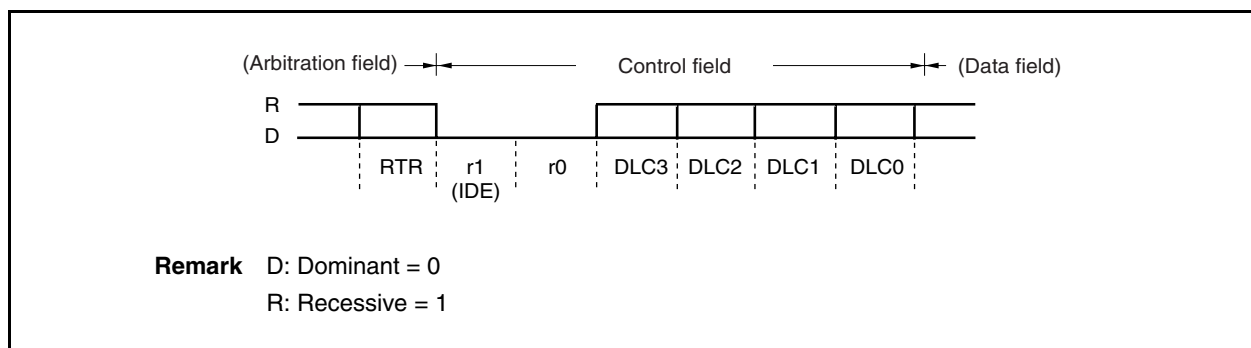 (Arbitration field) Control field (Data field)
R
D
RTR r1 r0 DLC3 DLC2 DLC1 DLC0
(IDE)
Remark D: Dominant = 0
R: Recessive = 1